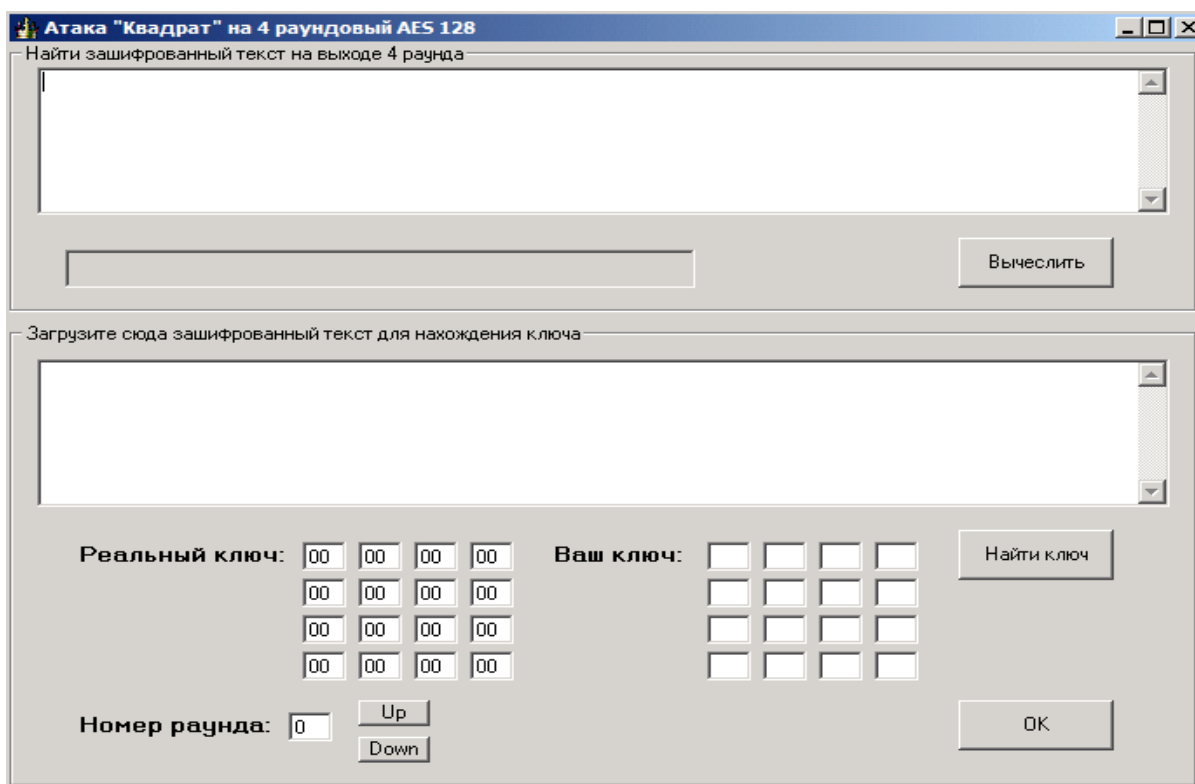 Атака "Квадрат" на 4 раундовый AES 128
Найти зашифрованный текст на выходе 4 раунда
Вычеслить
Загрузите сюда зашифрованный текст для нахождения ключа
Реальный ключ: 00 00 00 00 Ваш ключ: Найти ключ
00 00 00 00
00 00 00 00
00 00 00 00
Номер раунда: 0 Up OK
Down